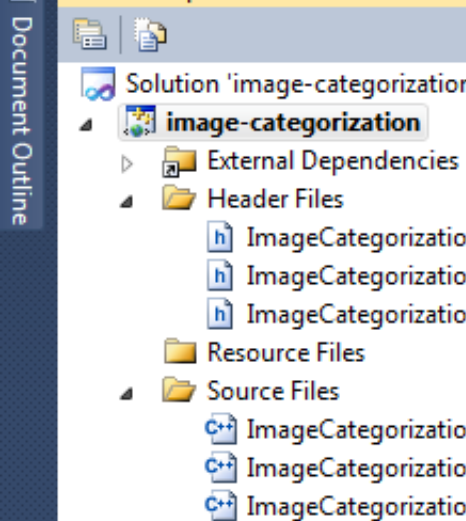 Document Outline
Solution 'image-categorization
image-categorization
External Dependencies
Header Files
h ImageCategorizatio
h ImageCategorizatio
h ImageCategorizatio
Resource Files
Source Files
C++ ImageCategorizatio
C++ ImageCategorizatio
C++ ImageCategorizatio